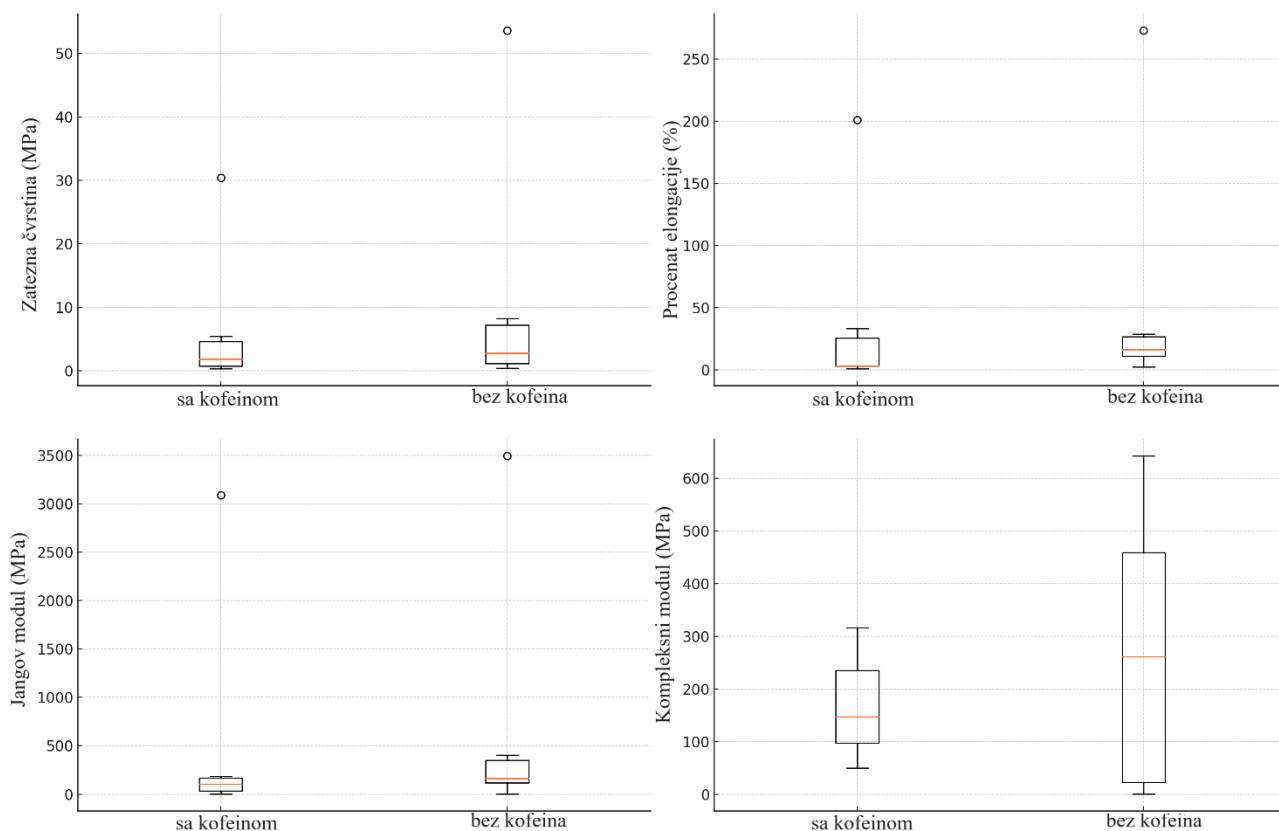 Zatezna čvrstina (MPa)
50
40
30
20
10
0
sa kofeinom
bez kofeina
Procenat elongacije (%)
250
200
150
100
50
0
sa kofeinom
bez kofeina
Jangov modul (MPa)
3500
3000
2500
2000
1500
1000
500
0
sa kofeinom
bez kofeina
Kompleksni modul (MPa)
600
500
400
300
200
100
0
sa kofeinom
bez kofeina